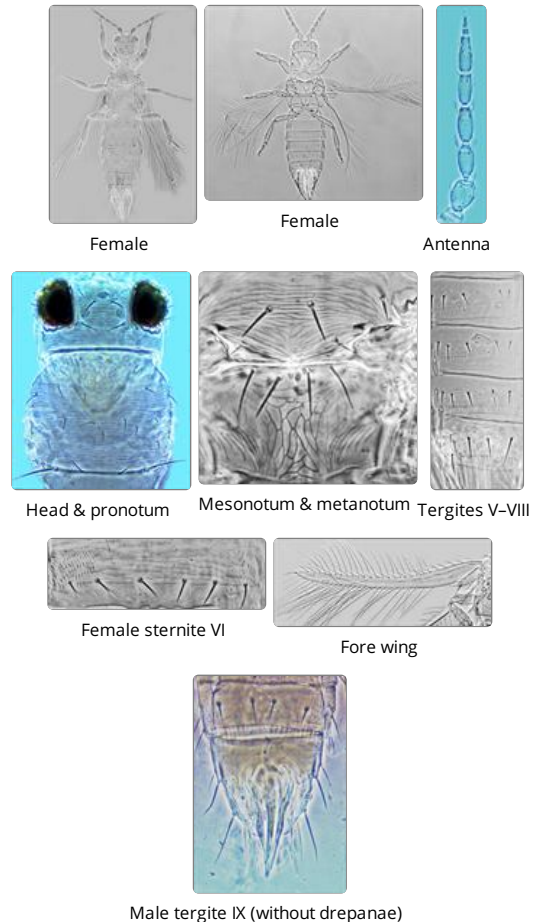 Female
Female
Antenna
Head & pronotum
Mesonotum & metanotum
Tergites V–VIII
Female sternite VI
Fore wing
Male tergite IX (without drepanae)